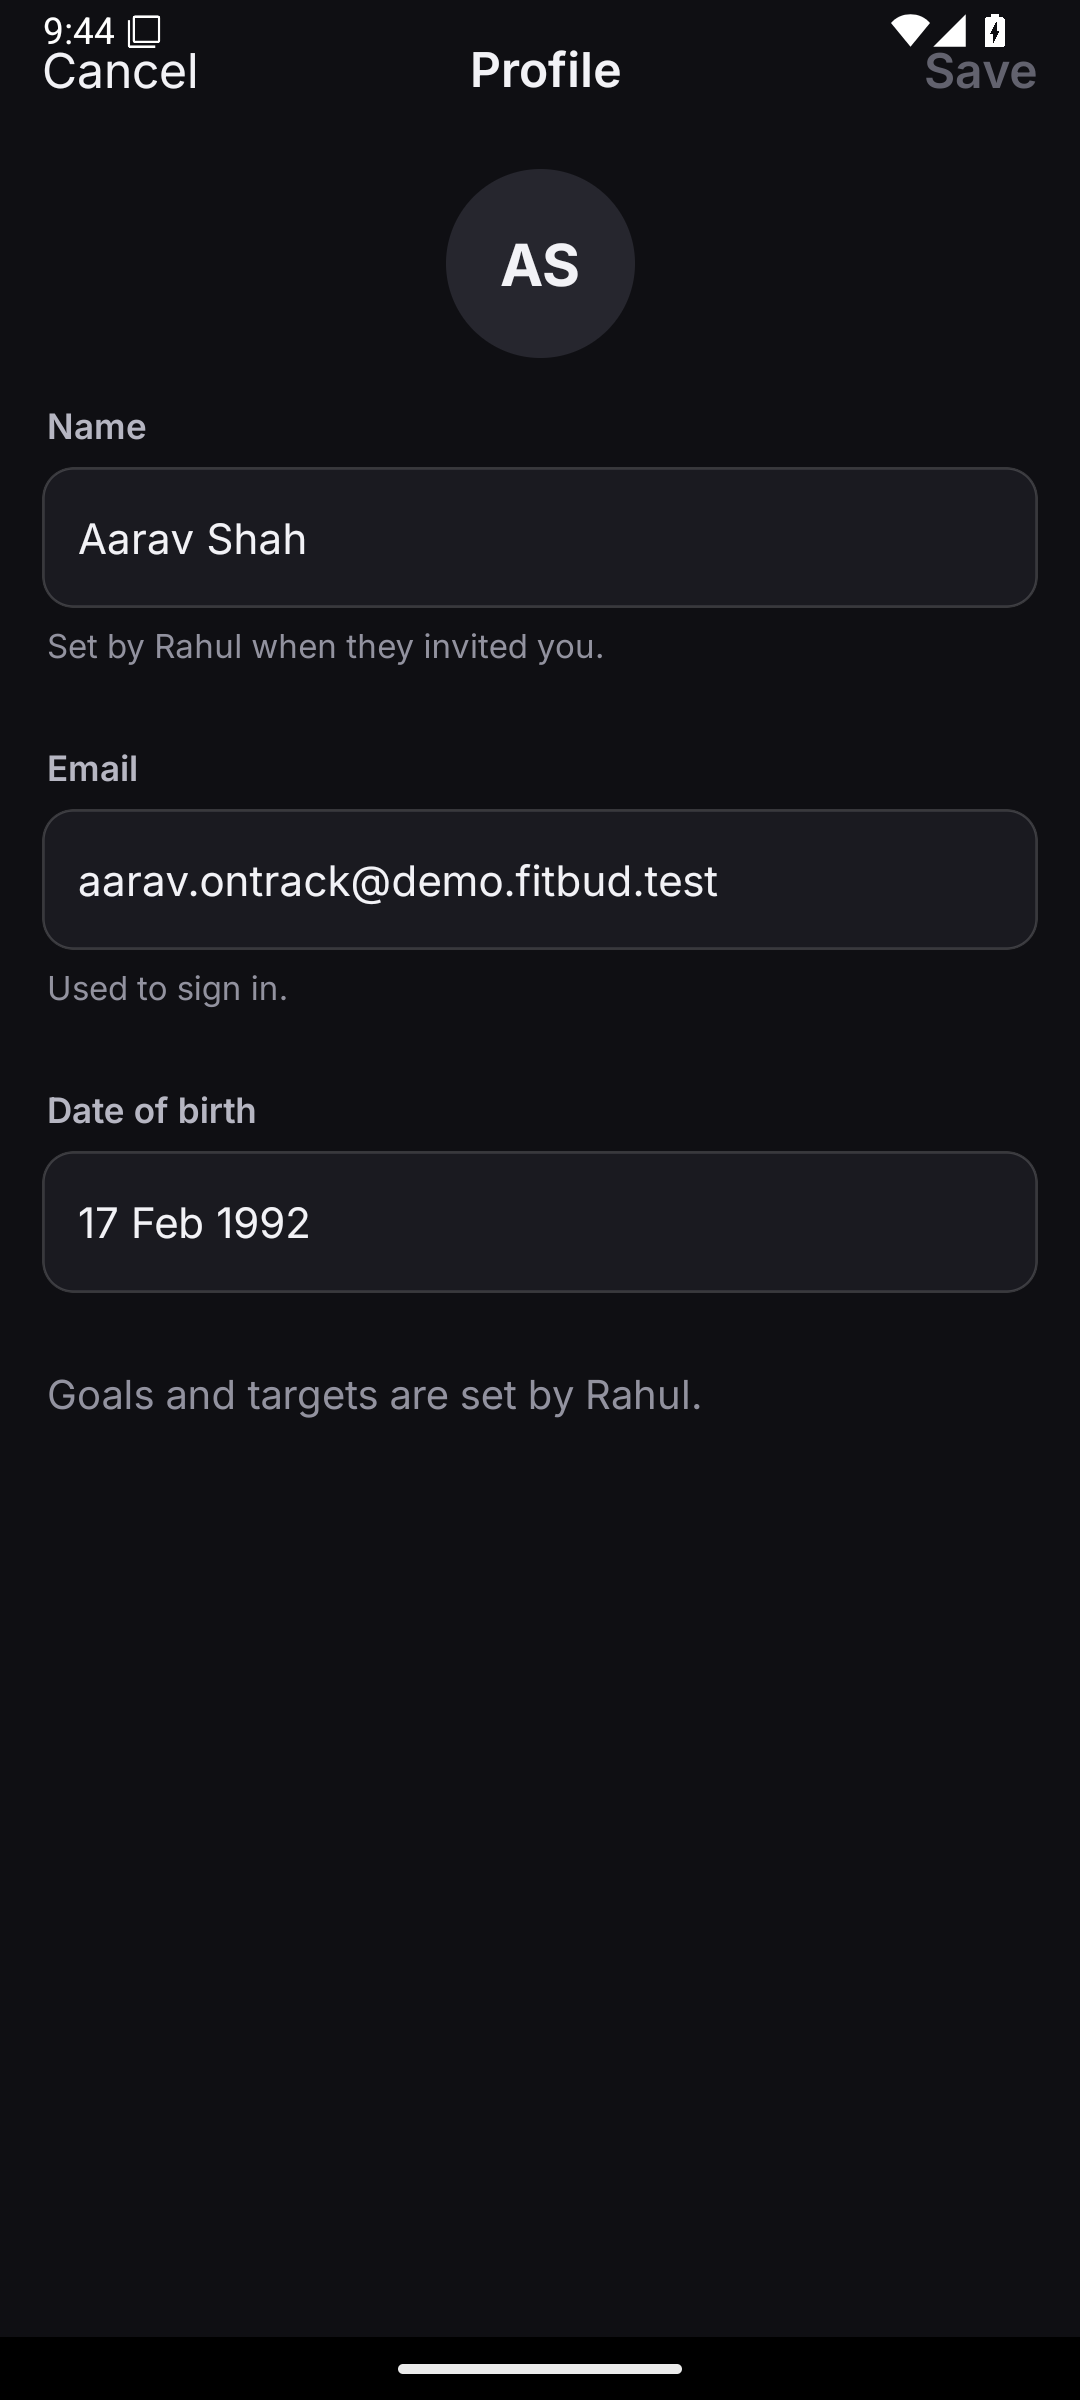 9:44
Cancel Profile Save
AS
Name
Aarav Shah
Set by Rahul when they invited you.
Email
aarav.ontrack@demo.fitbud.test
Used to sign in.
Date of birth
17 Feb 1992
Goals and targets are set by Rahul.